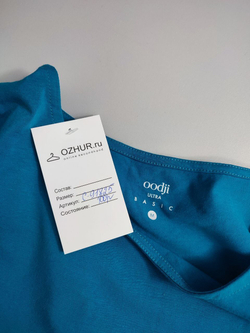 OZHUR.ru
Состав:
Размер:
Артикул:
Состояние:
oodji
ULTRA
BASIC